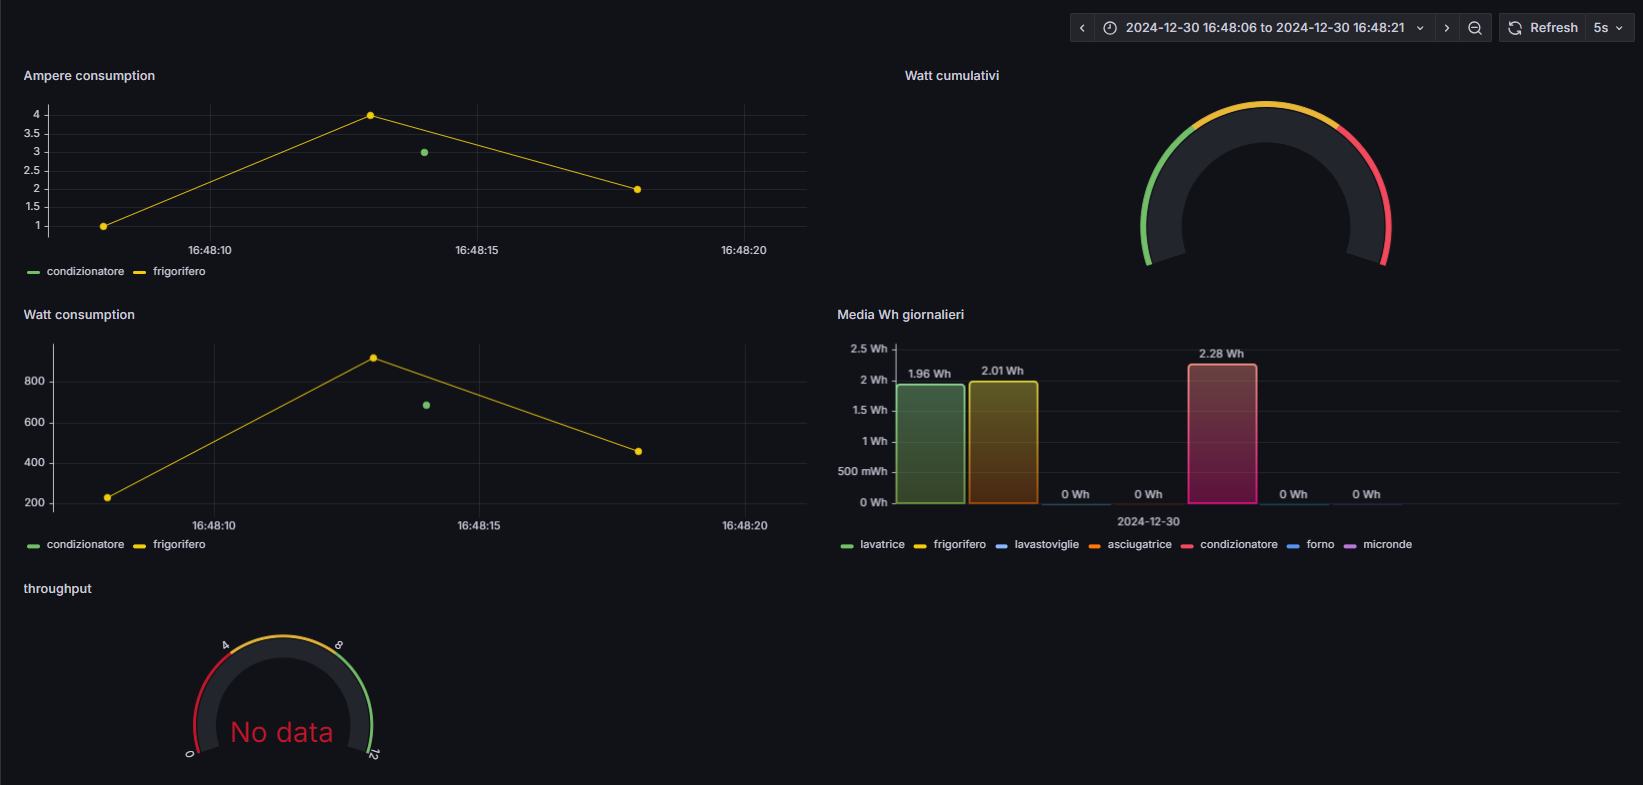 2024-12-30 16:48:06 to 2024-12-30 16:48:21 Refresh 5s
Ampere consumption
4
3.5
3
2.5
2
1.5
1
16:48:10 16:48:15 16:48:20
condizionatore frigorifero
Watt cumulativi
Watt consumption
800
600
400
200
16:48:10 16:48:15 16:48:20
condizionatore frigorifero
Media Wh giornalieri
2.5 Wh
2 Wh
1.5 Wh
1 Wh
500 mWh
0 Wh
1.96 Wh 2.01 Wh 0 Wh 0 Wh 2.28 Wh 0 Wh 0 Wh
2024-12-30
lavatrice frigorifero lavastoviglie asciugatrice condizionatore forno micronde
throughput
0 4 8 12
No data